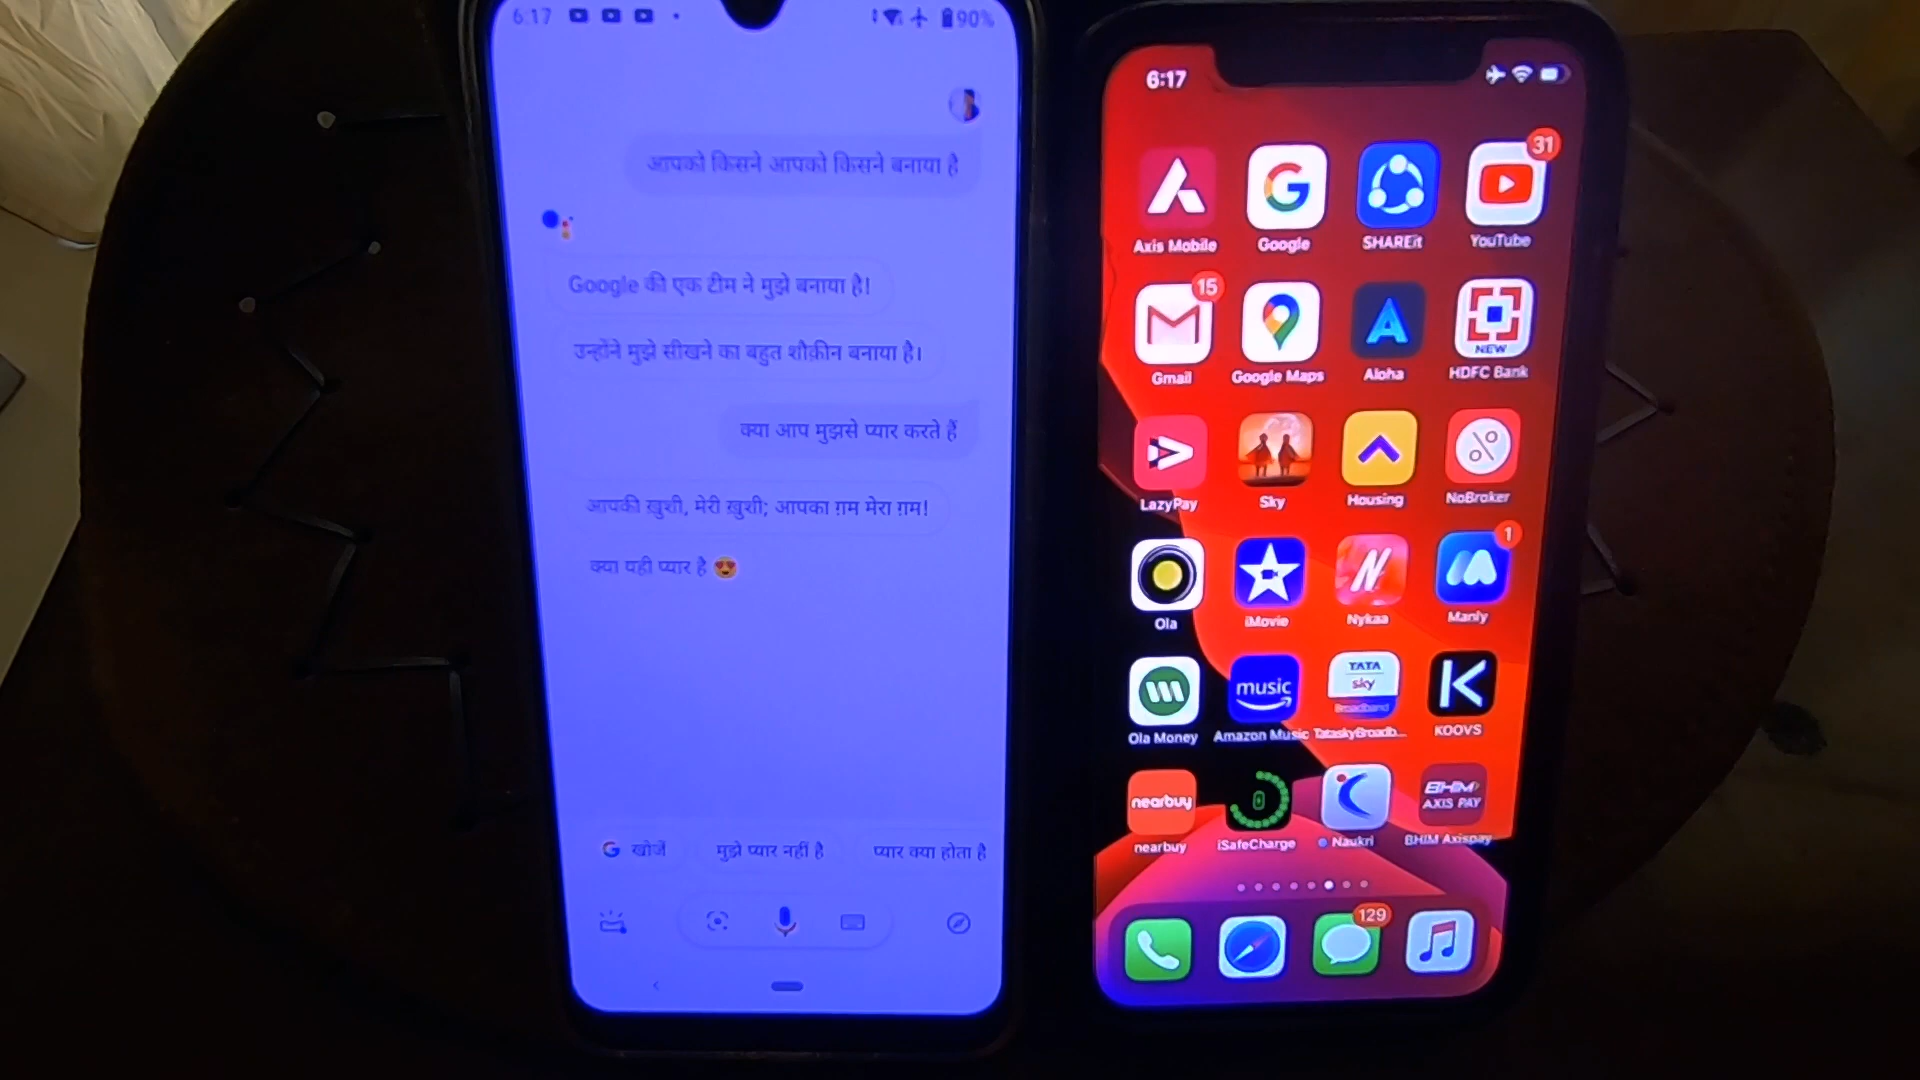 6:17
90%
आपको किसने आपको किसने बनाया है
Google की एक टीम ने मुझे बनाया है!
उन्होंने मुझे सीखने का बहुत शौक़ीन बनाया है।
क्या आप मुझसे प्यार करते हैं
आपकी ख़ुशी, मेरी ख़ुशी; आपका ग़म मेरा ग़म!
क्या यही प्यार है 😍
G खोजें
मुझे प्यार नहीं है
प्यार क्या होता है
6:17
31
Axis Mobile
Google
SHAREit
YouTube
15
NEW
Gmail
Google Maps
Aloha
HDFC Bank
LazyPay
Sky
Housing
NoBroker
1
Ola
iMovie
Nykaa
Manly
music
TATA
sky
Broadband
Ola Money
Amazon Music
TataskyBroadb...
KOOVS
nearbuy
BHIM
AXIS PAY
nearbuy
iSafeCharge
Naukri
BHIM Axispay
129